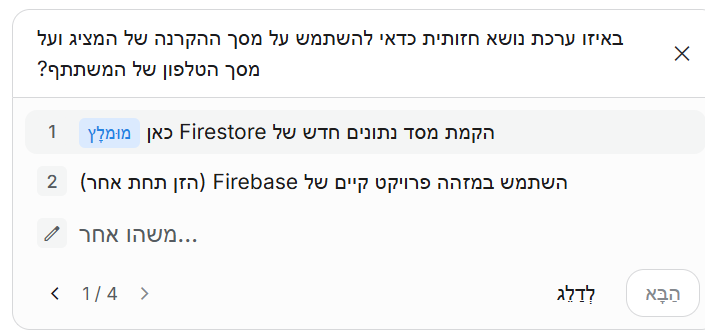 באיזו ערכת נושא חזותית כדאי להשתמש על מסך ההקרנה של המציג ועל
מסך הטלפון של המשתתף?
1 מוּמלָץ הקמת מסד נתונים חדש של Firestore כאן
2 השתמש במזהה פרויקט קיים של Firebase (הזן תחת אחר)
משהו אחר...
1 / 4 לְדַלֵג הַבָּא